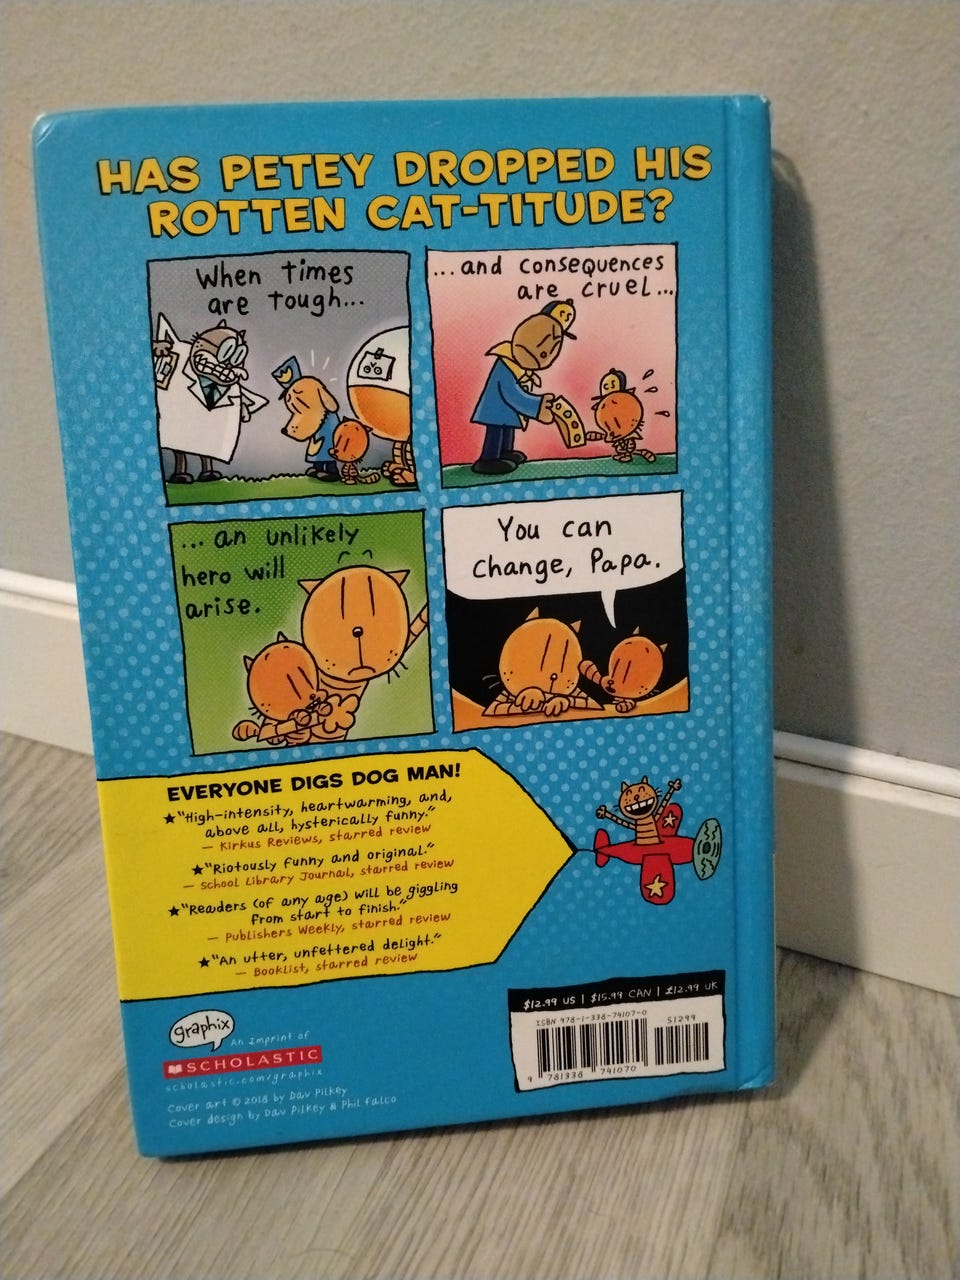 HAS PETEY DROPPED HIS
ROTTEN CAT-TITUDE?
When times
are tough...
...and consequences
are cruel...
CS
CS
...an unlikely
hero will
arise.
You can
change, Papa.
EVERYONE DIGS DOG MAN!
★"High-intensity, heartwarming, and,
above all, hysterically funny."
— Kirkus Reviews, starred review
★"Riotously funny and original."
— School Library Journal, starred review
★"Readers (of any age) will be giggling
from start to finish."
— Publishers Weekly, starred review
★"An utter, unfettered delight."
— Booklist, starred review
graphix
An Imprint of
SCHOLASTIC
scholastic.com/graphix
Cover art © 2018 by Dav Pilkey
Cover design by Dav Pilkey & Phil Falco
$12.99 US | $15.99 CAN | £12.99 UK
ISBN 978-1-338-74107-0
51299
9 781338 741070